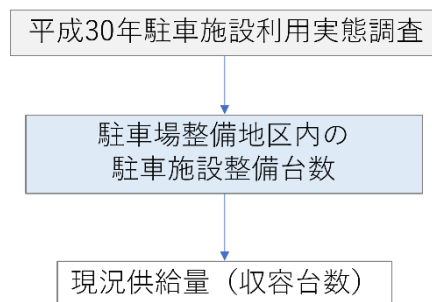 平成30年駐車施設利用実態調査
駐車場整備地区内の
駐車施設整備台数
現況供給量（収容台数）